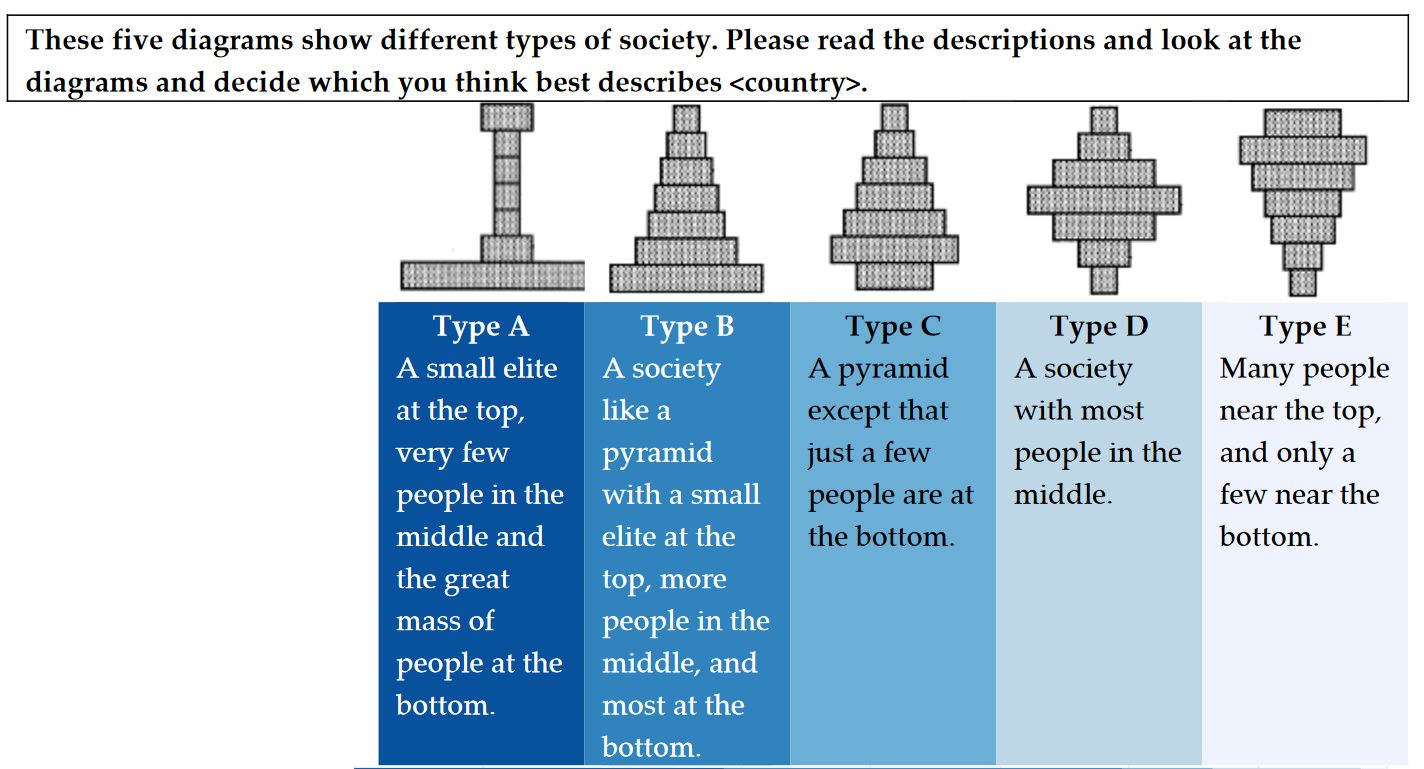 These five diagrams show different types of society. Please read the descriptions and look at the
diagrams and decide which you think best describes <country>.
Type A
A small elite
at the top,
very few
people in the
middle and
the great
mass of
people at the
bottom.
Type B
A society
like a
pyramid
with a small
elite at the
top, more
people in the
middle, and
most at the
bottom.
Type C
A pyramid
except that
just a few
people are at
the bottom.
Type D
A society
with most
people in the
middle.
Type E
Many people
near the top,
and only a
few near the
bottom.